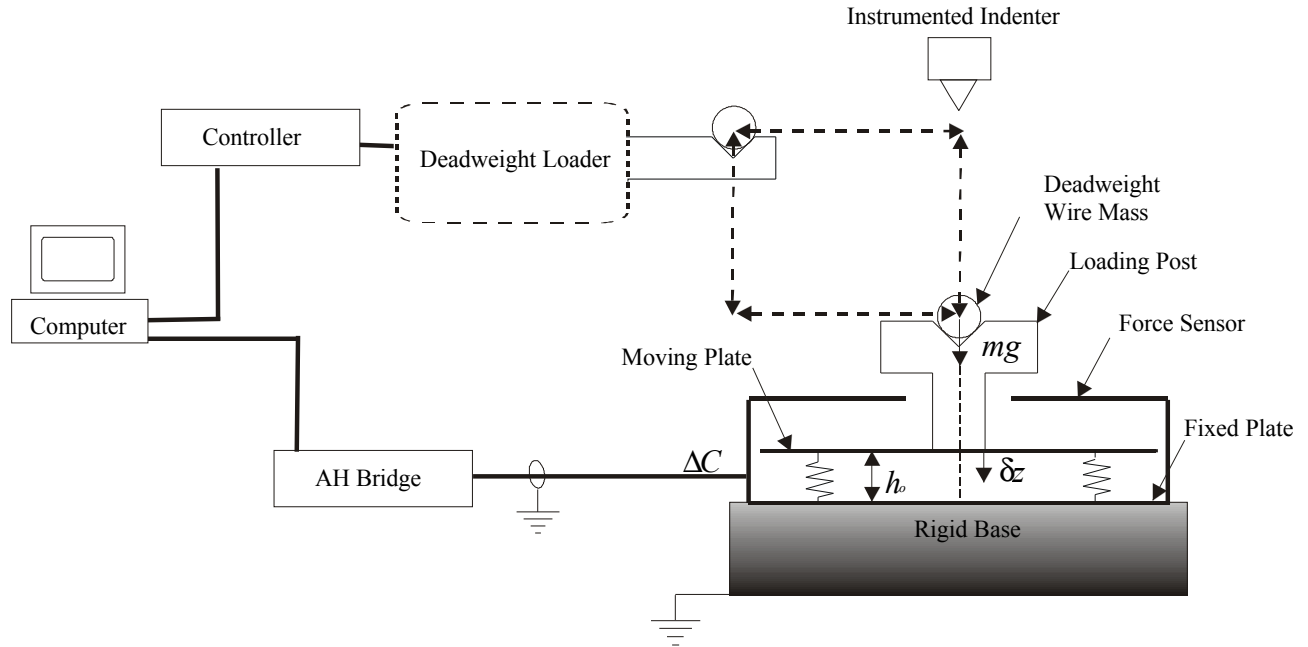 Instrumented Indenter
Controller
Deadweight Loader
Deadweight
Wire Mass
Loading Post
Computer
Force Sensor
mg
Moving Plate
Fixed Plate
ΔC
AH Bridge
hₒ
δz
Rigid Base